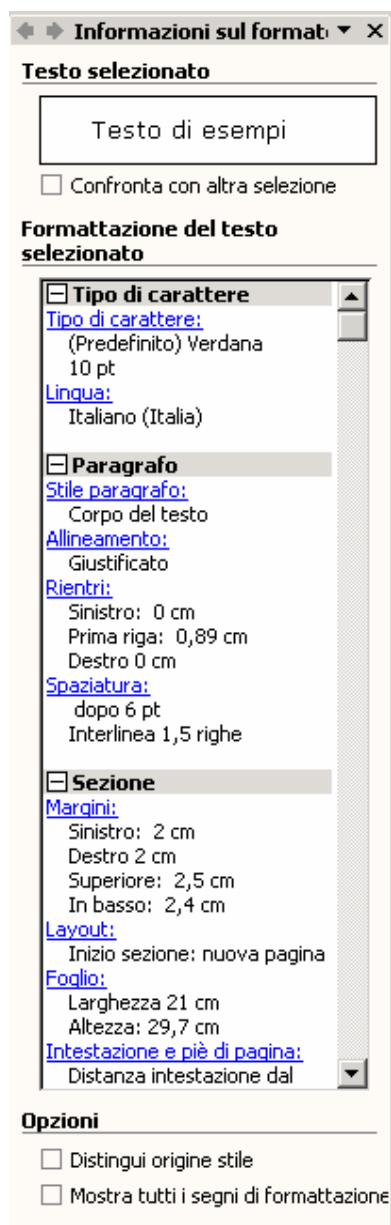 Informazioni sul formato
Testo selezionato
Testo di esempi
Confronta con altra selezione
Formattazione del testo
selezionato
Tipo di carattere
Tipo di carattere:
(Predefinito) Verdana
10 pt
Lingua:
Italiano (Italia)
Paragrafo
Stile paragrafo:
Corpo del testo
Allineamento:
Giustificato
Rientri:
Sinistro: 0 cm
Prima riga: 0,89 cm
Destro 0 cm
Spaziatura:
dopo 6 pt
Interlinea 1,5 righe
Sezione
Margini:
Sinistro: 2 cm
Destro 2 cm
Superiore: 2,5 cm
In basso: 2,4 cm
Layout:
Inizio sezione: nuova pagina
Foglio:
Larghezza 21 cm
Altezza: 29,7 cm
Intestazione e piè di pagina:
Distanza intestazione dal
Opzioni
Distingui origine stile
Mostra tutti i segni di formattazione